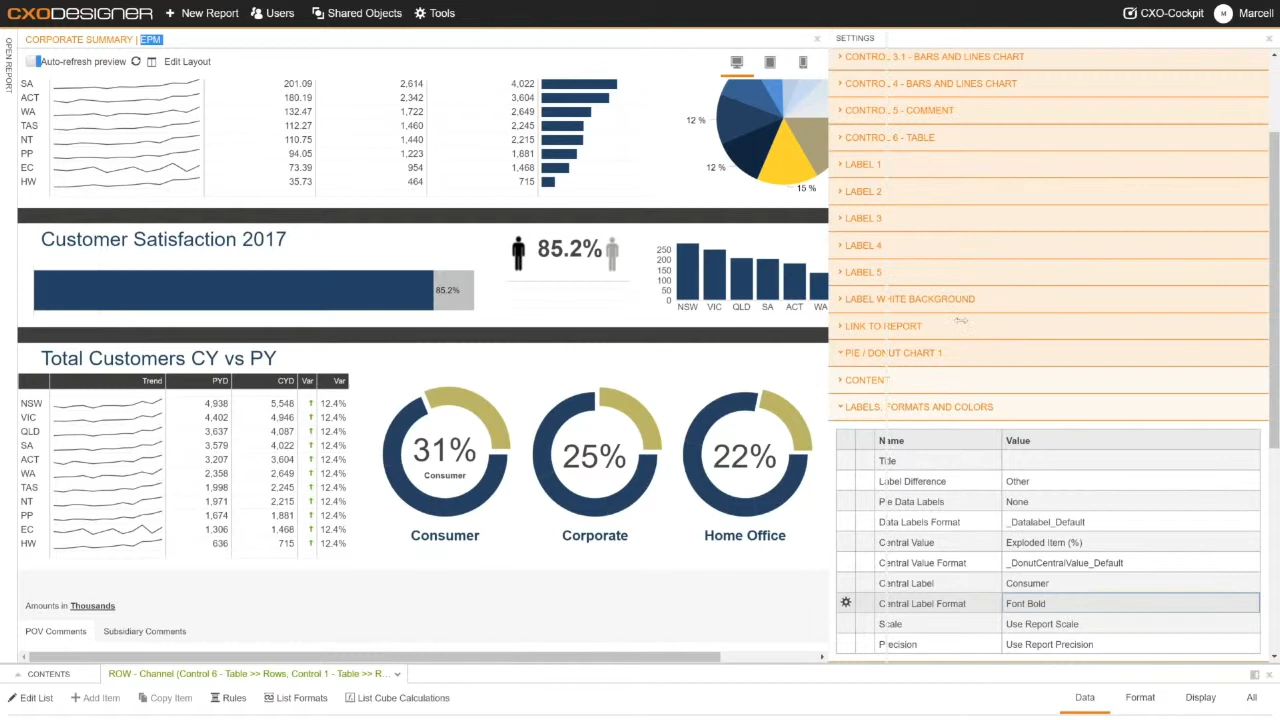 CXODESIGNER New Report Users Shared Objects Tools CXO-Cockpit M Marcell
OPEN REPORT
CORPORATE SUMMARY | EPM
Auto-refresh preview Edit Layout
SA 201.09 2,614 4,022
ACT 180.19 2,342 3,604
WA 132.47 1,722 2,649
TAS 112.27 1,460 2,245
NT 110.75 1,440 2,215
PP 94.05 1,223 1,881
EC 73.39 954 1,468
HW 35.73 464 715
12 %
12 %
15 %
Customer Satisfaction 2017
85.2%
85.2%
250
200
150
100
50
0
NSW VIC QLD SA ACT WA
Total Customers CY vs PY
Trend PYD CYD Var Var
NSW 4,938 5,548 12.4%
VIC 4,402 4,946 12.4%
QLD 3,637 4,087 12.4%
SA 3,579 4,022 12.4%
ACT 3,207 3,604 12.4%
WA 2,358 2,649 12.4%
TAS 1,998 2,245 12.4%
NT 1,971 2,215 12.4%
PP 1,674 1,881 12.4%
EC 1,306 1,468 12.4%
HW 636 715 12.4%
31%
Consumer
Consumer
25%
Corporate
22%
Home Office
Amounts in Thousands
POV Comments Subsidiary Comments
SETTINGS
CONTROL 3.1 - BARS AND LINES CHART
CONTROL 4 - BARS AND LINES CHART
CONTROL 5 - COMMENT
CONTROL 6 - TABLE
LABEL 1
LABEL 2
LABEL 3
LABEL 4
LABEL 5
LABEL WHITE BACKGROUND
LINK TO REPORT
PIE / DONUT CHART 1
CONTENT
LABELS, FORMATS AND COLORS
Name Value
Title
Label Difference Other
Pie Data Labels None
Data Labels Format _Datalabel_Default
Central Value Exploded Item (%)
Central Value Format _DonutCentralValue_Default
Central Label Consumer
Central Label Format Font Bold
Scale Use Report Scale
Precision Use Report Precision
CONTENTS ROW - Channel (Control 6 - Table >> Rows, Control 1 - Table >> R...
Edit List Add Item Copy Item Rules List Formats List Cube Calculations Data Format Display All